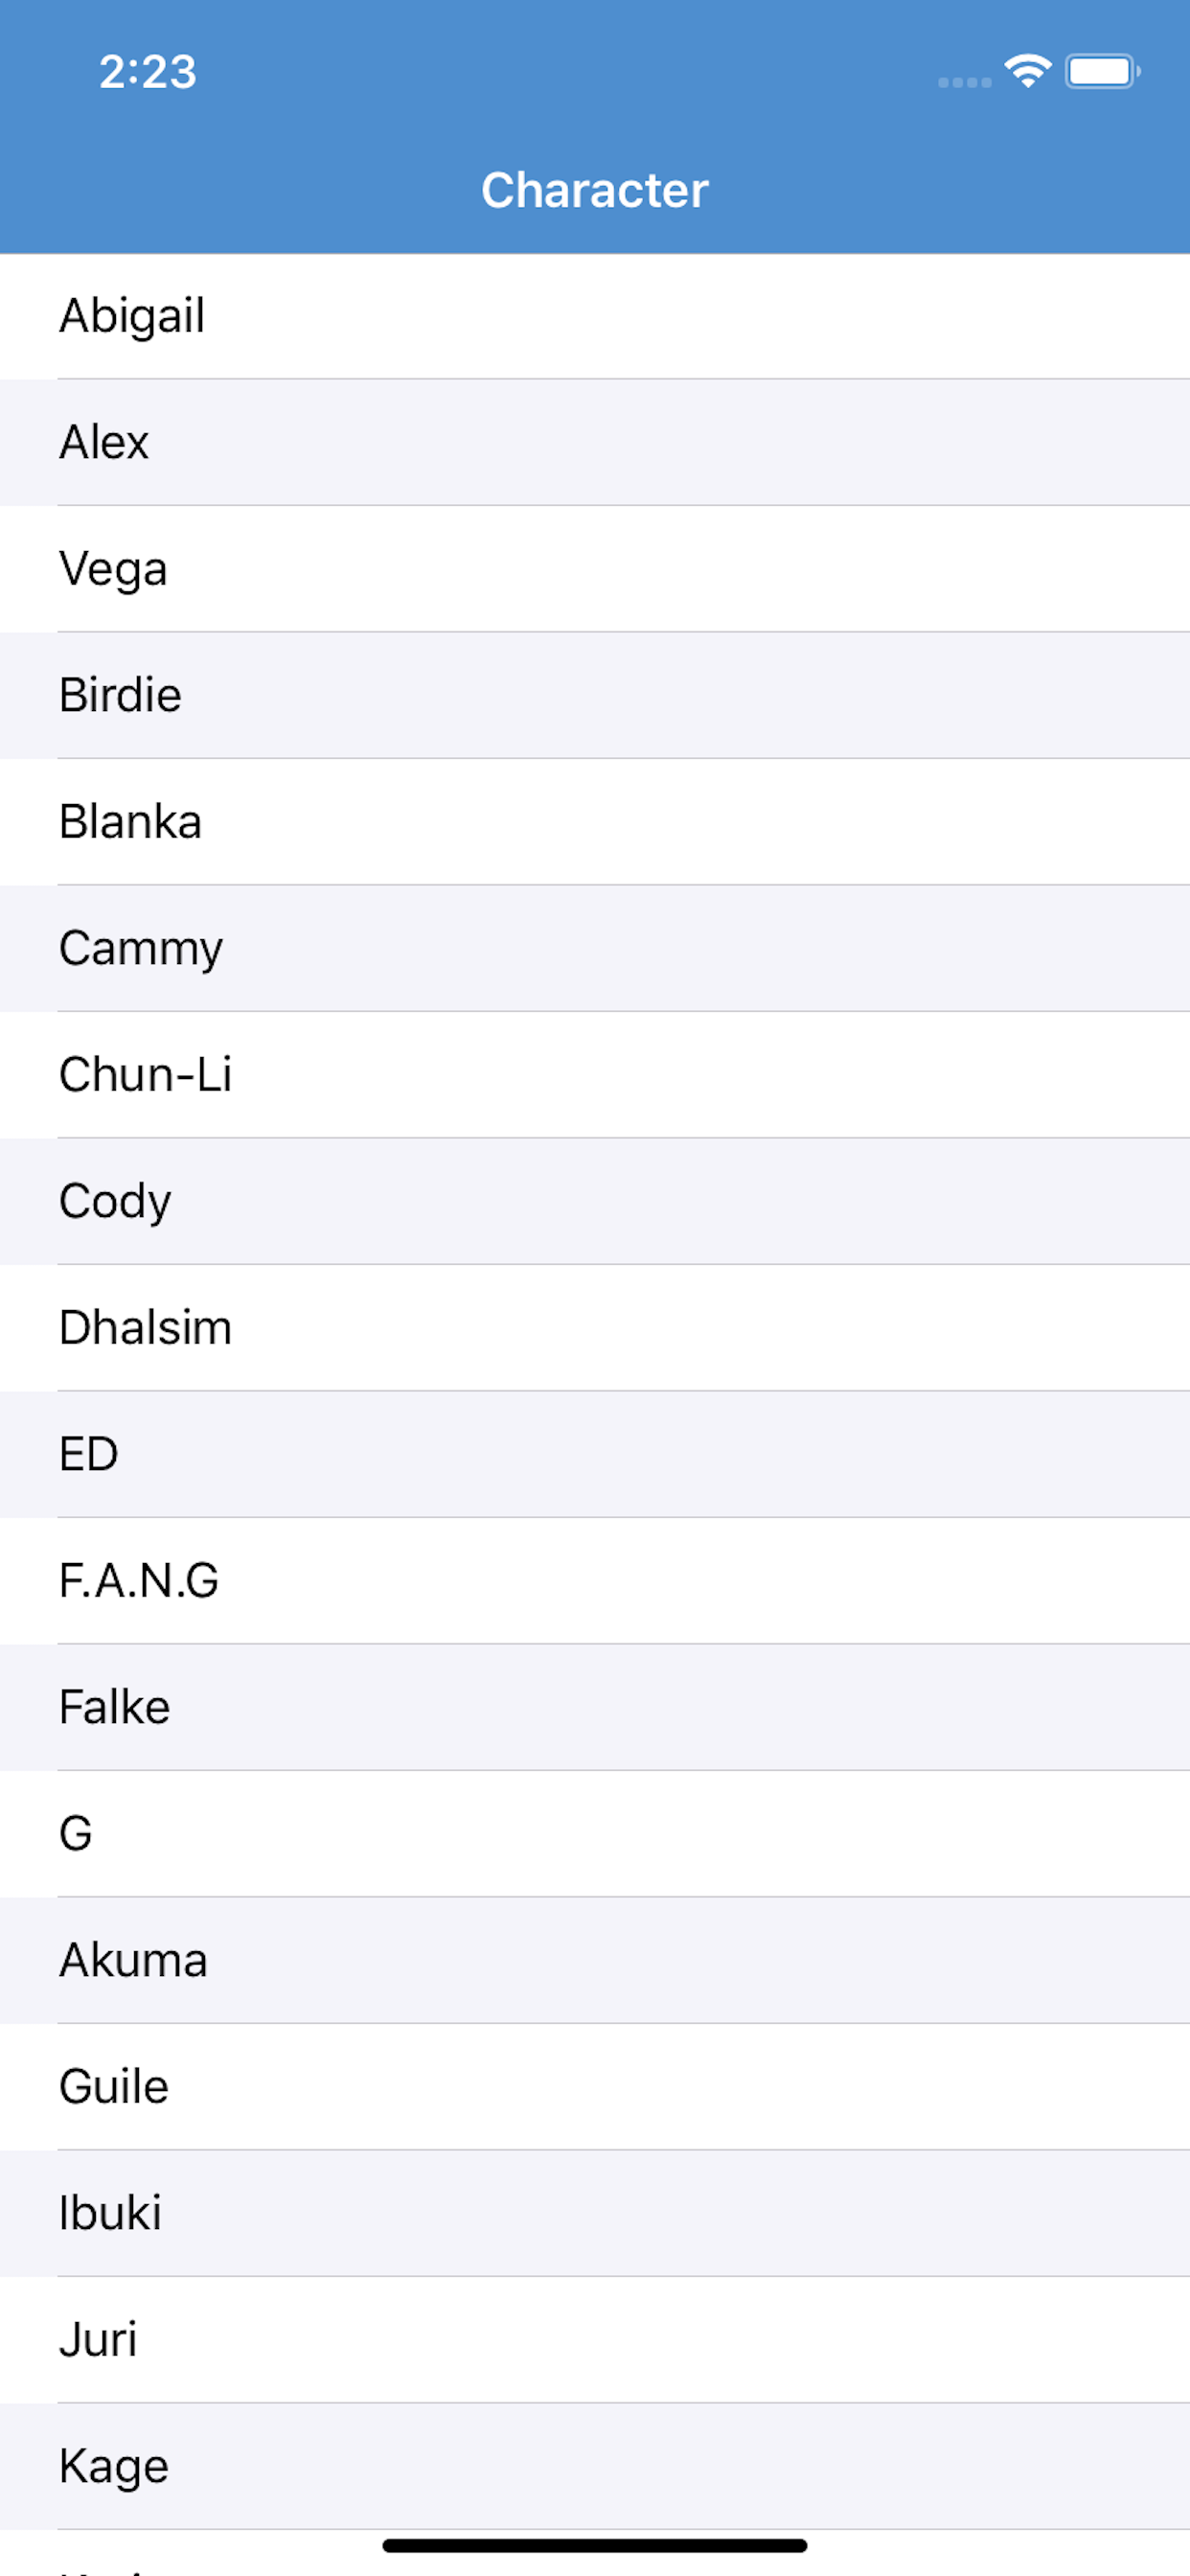 2:23
Character
Abigail
Alex
Vega
Birdie
Blanka
Cammy
Chun-Li
Cody
Dhalsim
ED
F.A.N.G
Falke
G
Akuma
Guile
Ibuki
Juri
Kage